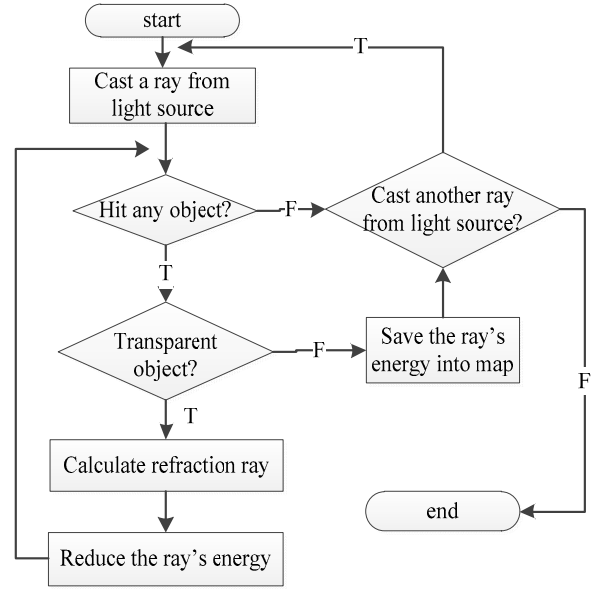 start
T
Cast a ray from
light source
Hit any object?
F
Cast another ray
from light source?
T
Transparent
object?
F
Save the ray's
energy into map
F
T
Calculate refraction ray
end
Reduce the ray's energy